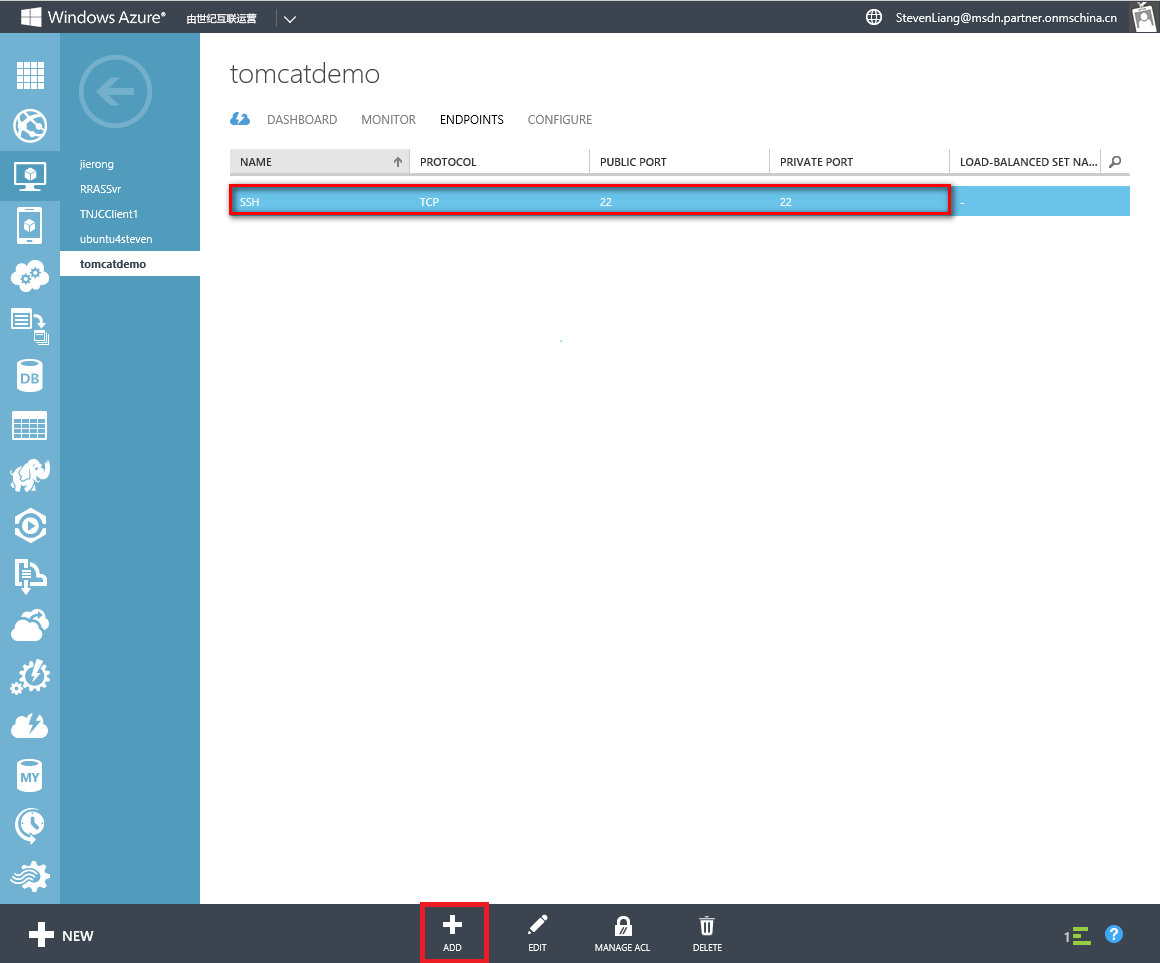 Windows Azure® 由世纪互联运营 StevenLiang@msdn.partner.onmschina.cn
tomcatdemo
DASHBOARD MONITOR ENDPOINTS CONFIGURE
jierong
RRASSvr
TNJCClient1
ubuntu4steven
tomcatdemo
NAME PROTOCOL PUBLIC PORT PRIVATE PORT LOAD-BALANCED SET NA...
SSH TCP 22 22 -
DB
MY
NEW ADD EDIT MANAGE ACL DELETE 1 ?